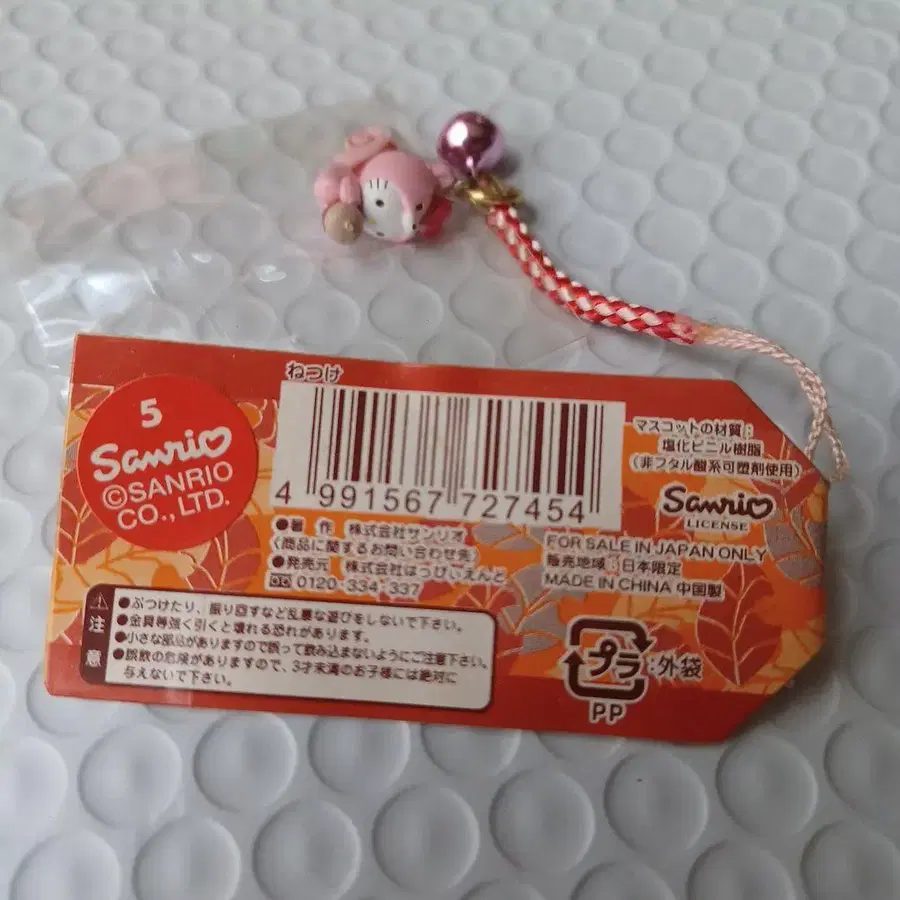 5
Sanrio
©SANRIO
CO., LTD.
ねつけ
4 991567 727454
●著 作 株式会社サンリオ
〈商品に関するお問い合わせ先〉
●発売元 株式会社はっぴぃえんど
0120-334-337
マスコットの材質：
塩化ビニル樹脂
（非フタル酸系可塑剤使用）
Sanrio
LICENSE
FOR SALE IN JAPAN ONLY
販売地域：日本限定
MADE IN CHINA 中国製
注意
●ぶつけたり、振り回すなど乱暴な遊びをしないで下さい。
●金具等強く引くと壊れる恐れがあります。
●小さな部品がありますので誤って飲み込まないようにご注意下さい。
●誤飲の危険がありますので、3才未満のお子様には絶対に
与えないで下さい。
プラ：外袋
PP